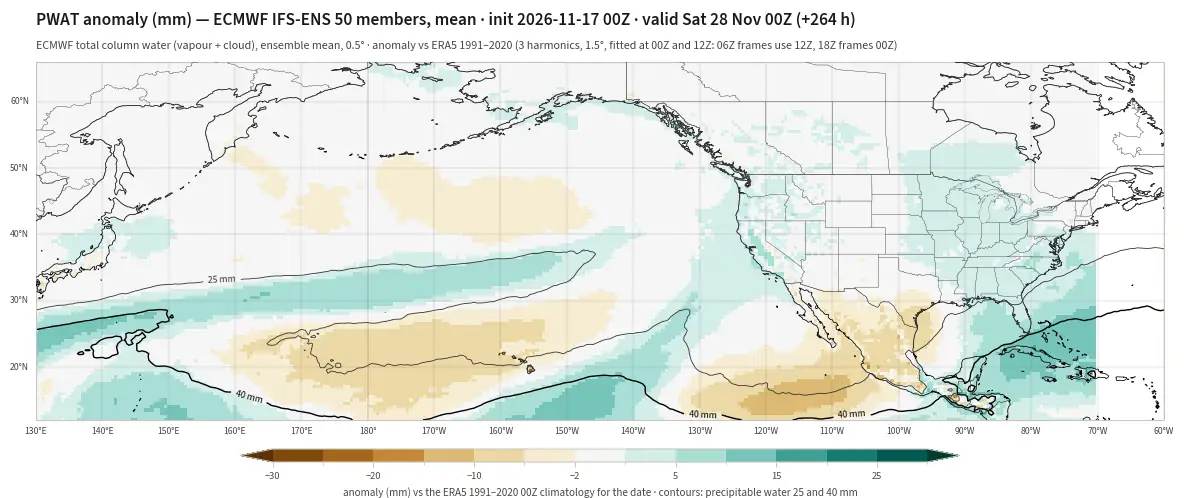 PWAT anomaly (mm) — ECMWF IFS-ENS 50 members, mean · init 2026-11-17 00Z · valid Sat 28 Nov 00Z (+264 h)
ECMWF total column water (vapour + cloud), ensemble mean, 0.5° · anomaly vs ERA5 1991–2020 (3 harmonics, 1.5°, fitted at 00Z and 12Z: 06Z frames use 12Z, 18Z frames 00Z)
60°N
50°N
40°N
30°N
20°N
25 mm
40 mm
40 mm
40 mm
130°E 140°E 150°E 160°E 170°E 180° 170°W 160°W 150°W 140°W 130°W 120°W 110°W 100°W 90°W 80°W 70°W 60°W
−30 −20 −10 −2 5 15 25
anomaly (mm) vs the ERA5 1991–2020 00Z climatology for the date · contours: precipitable water 25 and 40 mm